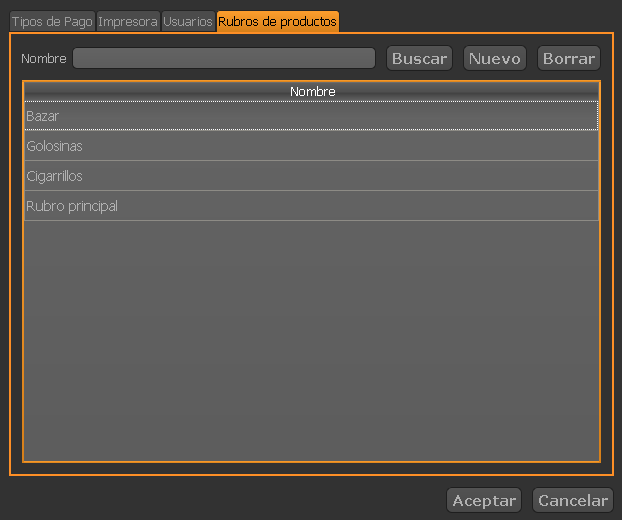 Tipos de Pago Impresora Usuarios Rubros de productos
Nombre Buscar Nuevo Borrar
Nombre
Bazar
Golosinas
Cigarrillos
Rubro principal
Aceptar Cancelar